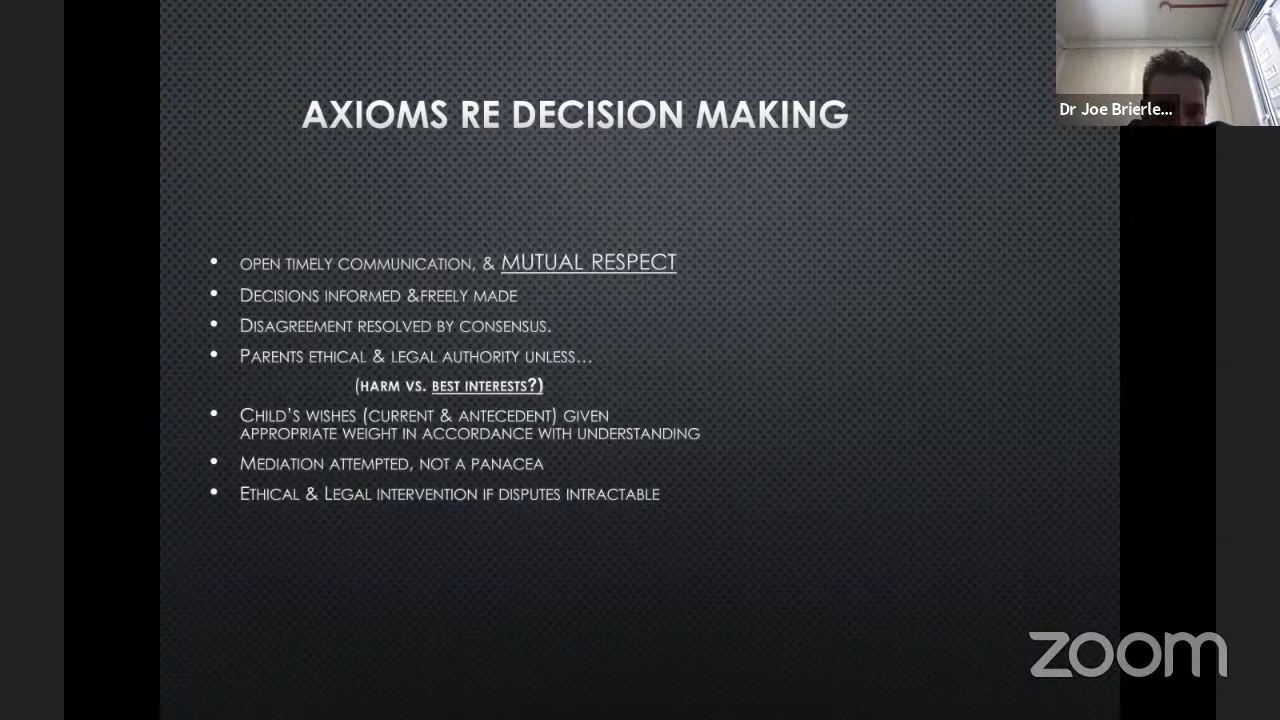 AXIOMS RE DECISION MAKING
Dr Joe Brierle...
• OPEN TIMELY COMMUNICATION, & MUTUAL RESPECT
• DECISIONS INFORMED &FREELY MADE
• DISAGREEMENT RESOLVED BY CONSENSUS.
• PARENTS ETHICAL & LEGAL AUTHORITY UNLESS...
(HARM VS. BEST INTERESTS?)
• CHILD'S WISHES (CURRENT & ANTECEDENT) GIVEN
APPROPRIATE WEIGHT IN ACCORDANCE WITH UNDERSTANDING
• MEDIATION ATTEMPTED, NOT A PANACEA
• ETHICAL & LEGAL INTERVENTION IF DISPUTES INTRACTABLE
zoom